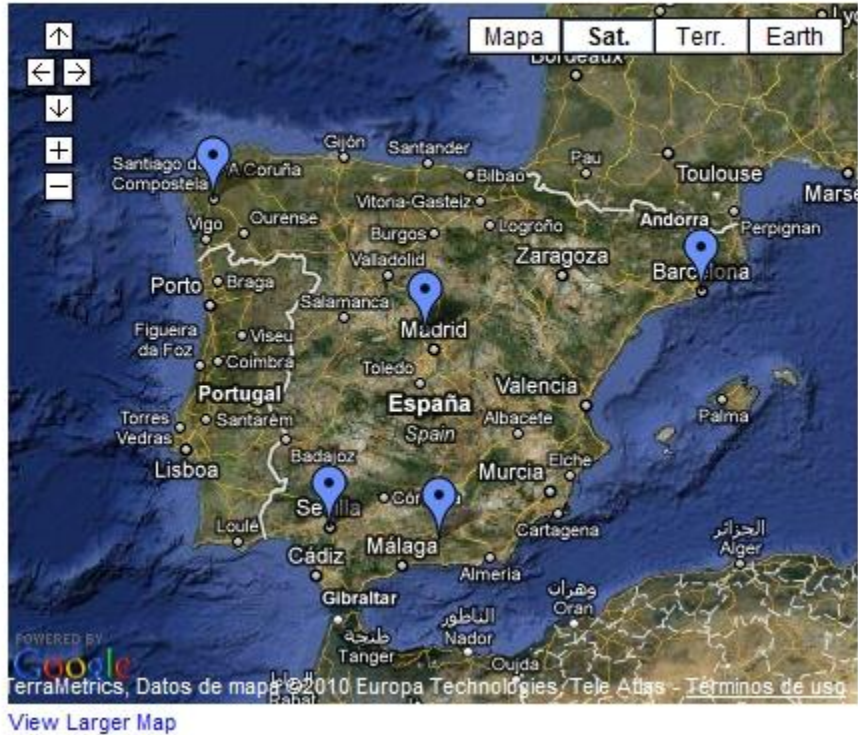 Mapa Sat. Terr. Earth
Bordeaux
Gijón Santander
Santiago de
Compostela
A Coruña
Bilbao
Pau
Toulouse
Vitoria-Gasteiz
Vigo
Ourense
Burgos
Logroño
Andorra
Perpignan
Valladolid
Zaragoza
Barcelona
Porto
Braga
Salamanca
Madrid
Figueira
da Foz
Viseu
Coimbra
Toledo
Valencia
Portugal
España
Spain
Albacete
Palma
Torres
Vedras
Santarém
Lisboa
Badajoz
Murcia
Elche
Sevilla
Loulé
Málaga
Cartagena
Cádiz
Almería
الجزائر
Alger
Gibraltar
وهران
Oran
الناظور
Nador
طنجة
Tanger
Oujda
Rabat
POWERED BY
Google
TerraMetrics, Datos de mapa ©2010 Europa Technologies, Tele Atlas - Términos de uso
View Larger Map